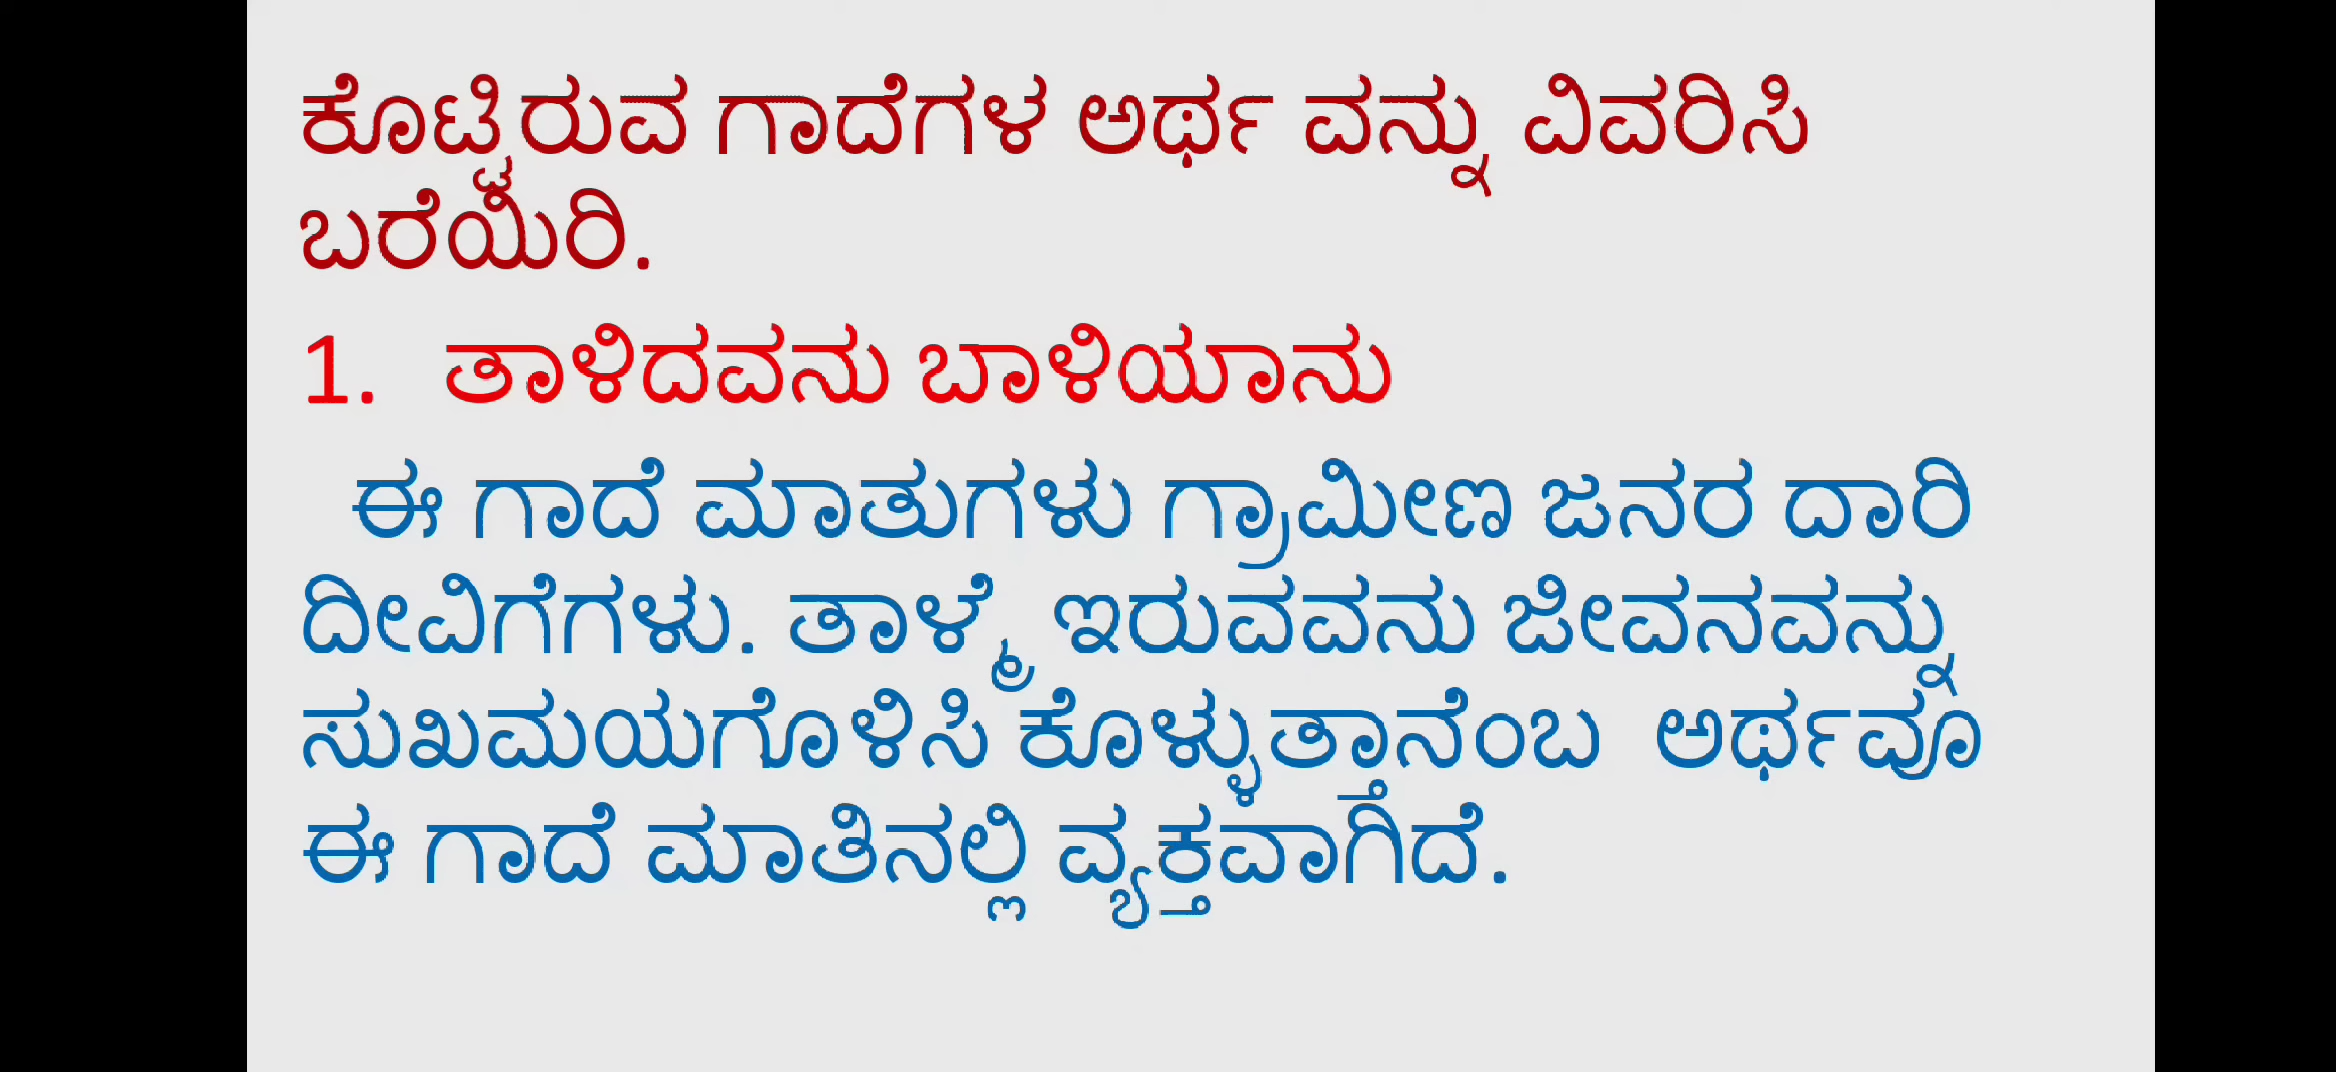 ಕೊಟ್ಟಿರುವ ಗಾದೆಗಳ ಅರ್ಥ ವನ್ನು ವಿವರಿಸಿ
ಬರೆಯಿರಿ.
1. ತಾಳಿದವನು ಬಾಳಿಯಾನು
ಈ ಗಾದೆ ಮಾತುಗಳು ಗ್ರಾಮೀಣ ಜನರ ದಾರಿ
ದೀವಿಗೆಗಳು. ತಾಳ್ಮೆ ಇರುವವನು ಜೀವನವನ್ನು
ಸುಖಮಯಗೊಳಿಸಿ ಕೊಳ್ಳುತ್ತಾನೆಂಬ ಅರ್ಥವೂ
ಈ ಗಾದೆ ಮಾತಿನಲ್ಲಿ ವ್ಯಕ್ತವಾಗಿದೆ.